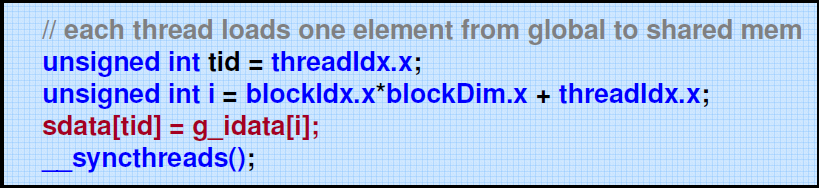 // each thread loads one element from global to shared mem
unsigned int tid = threadIdx.x;
unsigned int i = blockIdx.x*blockDim.x + threadIdx.x;
sdata[tid] = g_idata[i];
__syncthreads();